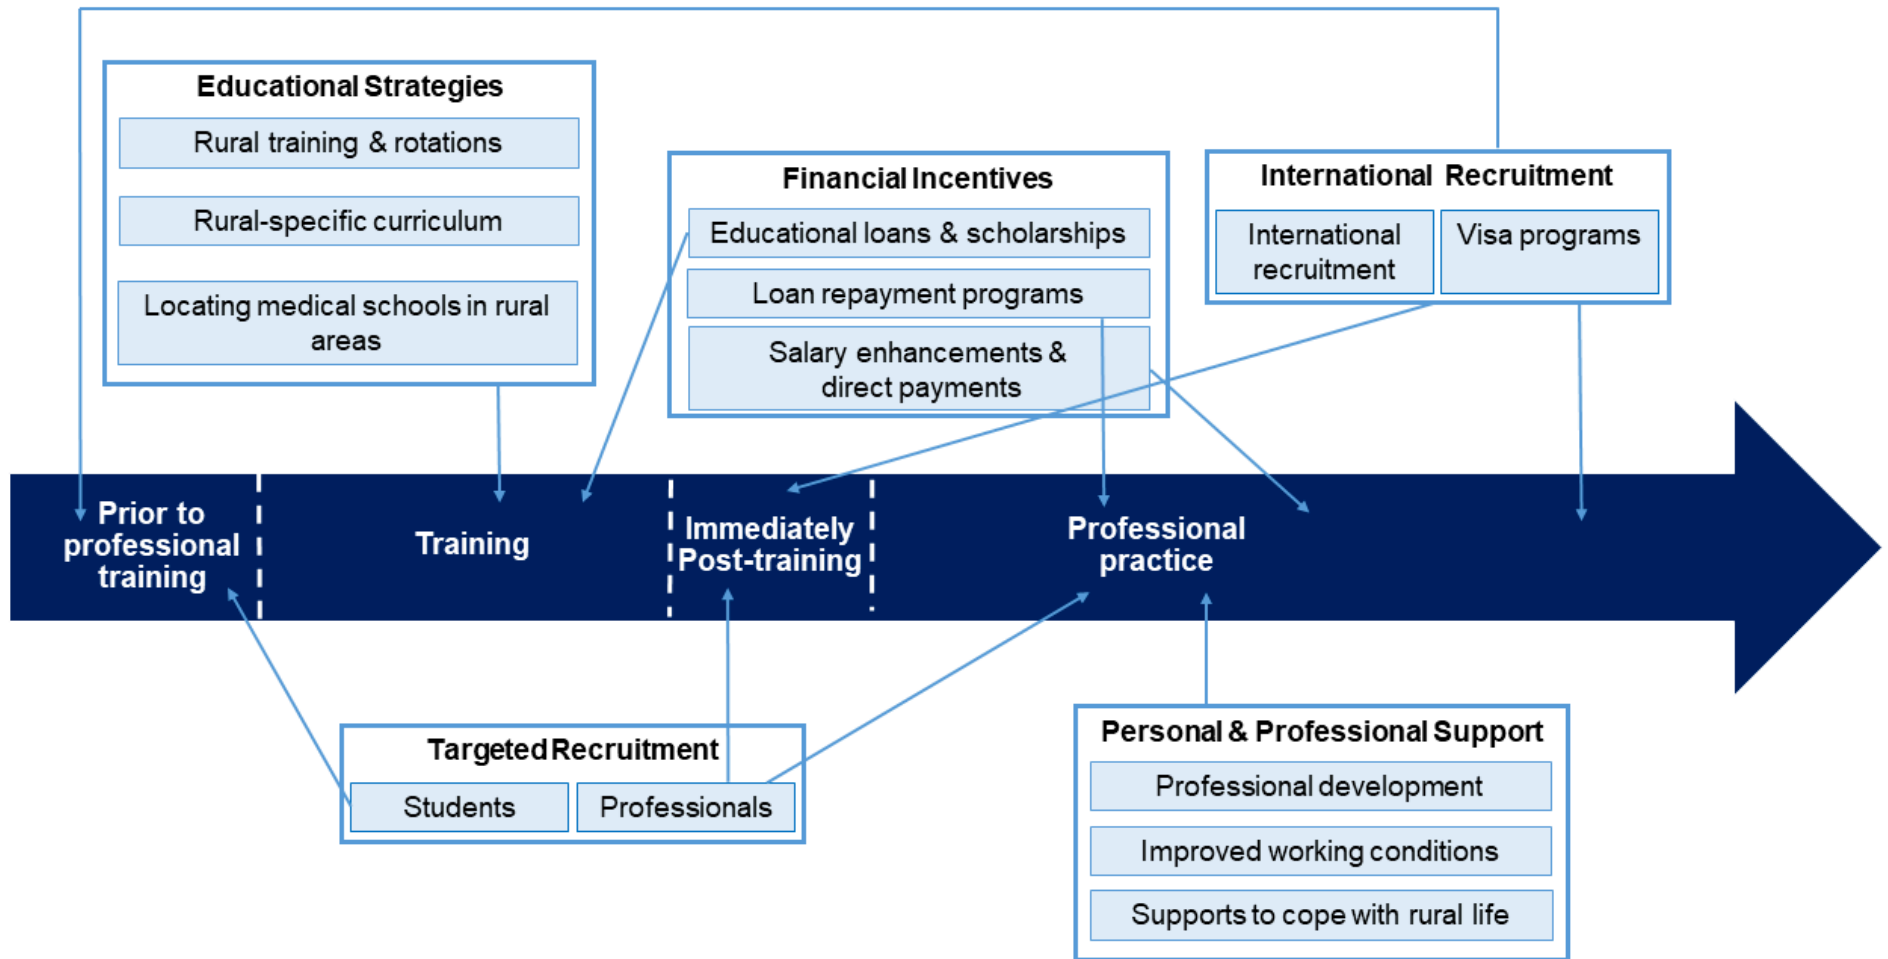 Educational Strategies
Rural training & rotations
Rural-specific curriculum
Locating medical schools in rural
areas
Financial Incentives
Educational loans & scholarships
Loan repayment programs
Salary enhancements &
direct payments
International Recruitment
International
recruitment
Visa programs
Prior to
professional
training
Training
Immediately
Post-training
Professional
practice
Targeted Recruitment
Students
Professionals
Personal & Professional Support
Professional development
Improved working conditions
Supports to cope with rural life